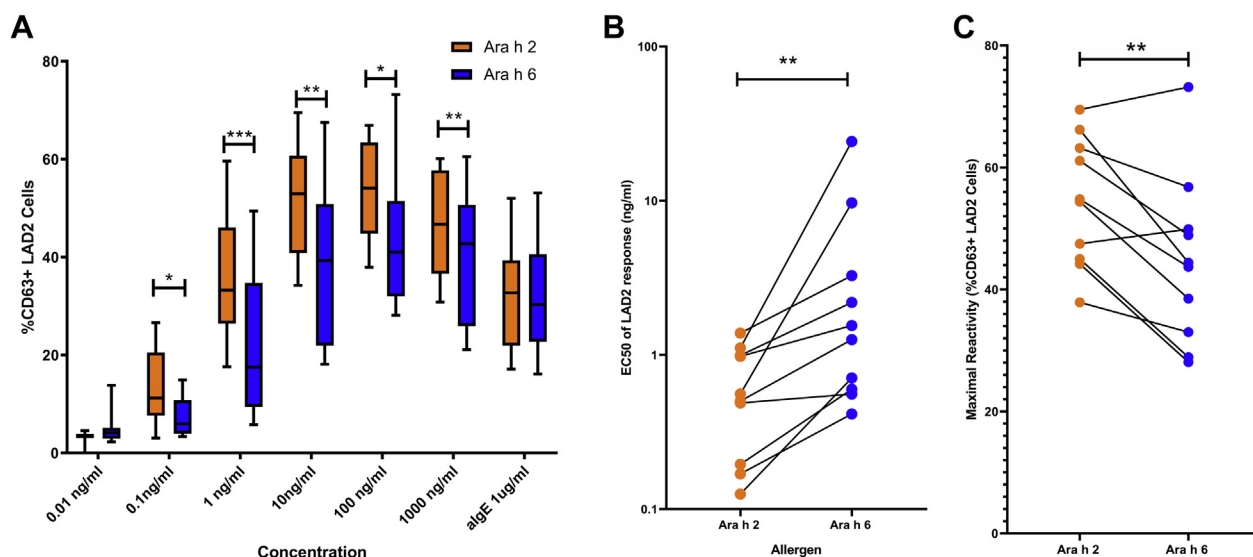 A
Ara h 2
Ara h 6
%CD63+ LAD2 Cells
80
60
40
20
0
*
***
**
*
**
0.01 ng/ml
0.1ng/ml
1 ng/ml
10ng/ml
100 ng/ml
1000 ng/ml
aIgE 1ug/ml
Concentration
B
EC50 of LAD2 response (ng/ml)
100
10
1
0.1
**
Ara h 2
Ara h 6
Allergen
C
Maximal Reactivity (%CD63+ LAD2 Cells)
80
60
40
20
0
**
Ara h 2
Ara h 6